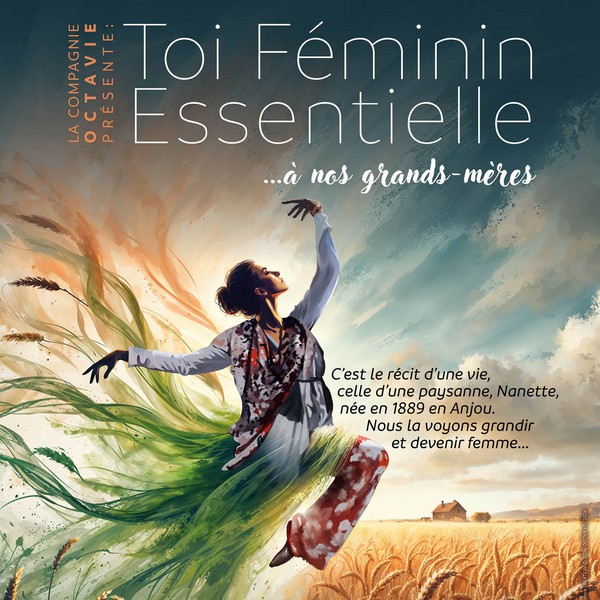 LA COMPAGNIE
OCTAVIE
PRÉSENTE:
Toi Féminin
Essentielle
...à nos grands-mères
C'est le récit d'une vie,
celle d'une paysanne, Nanette,
née en 1889 en Anjou.
Nous la voyons grandir
et devenir femme...